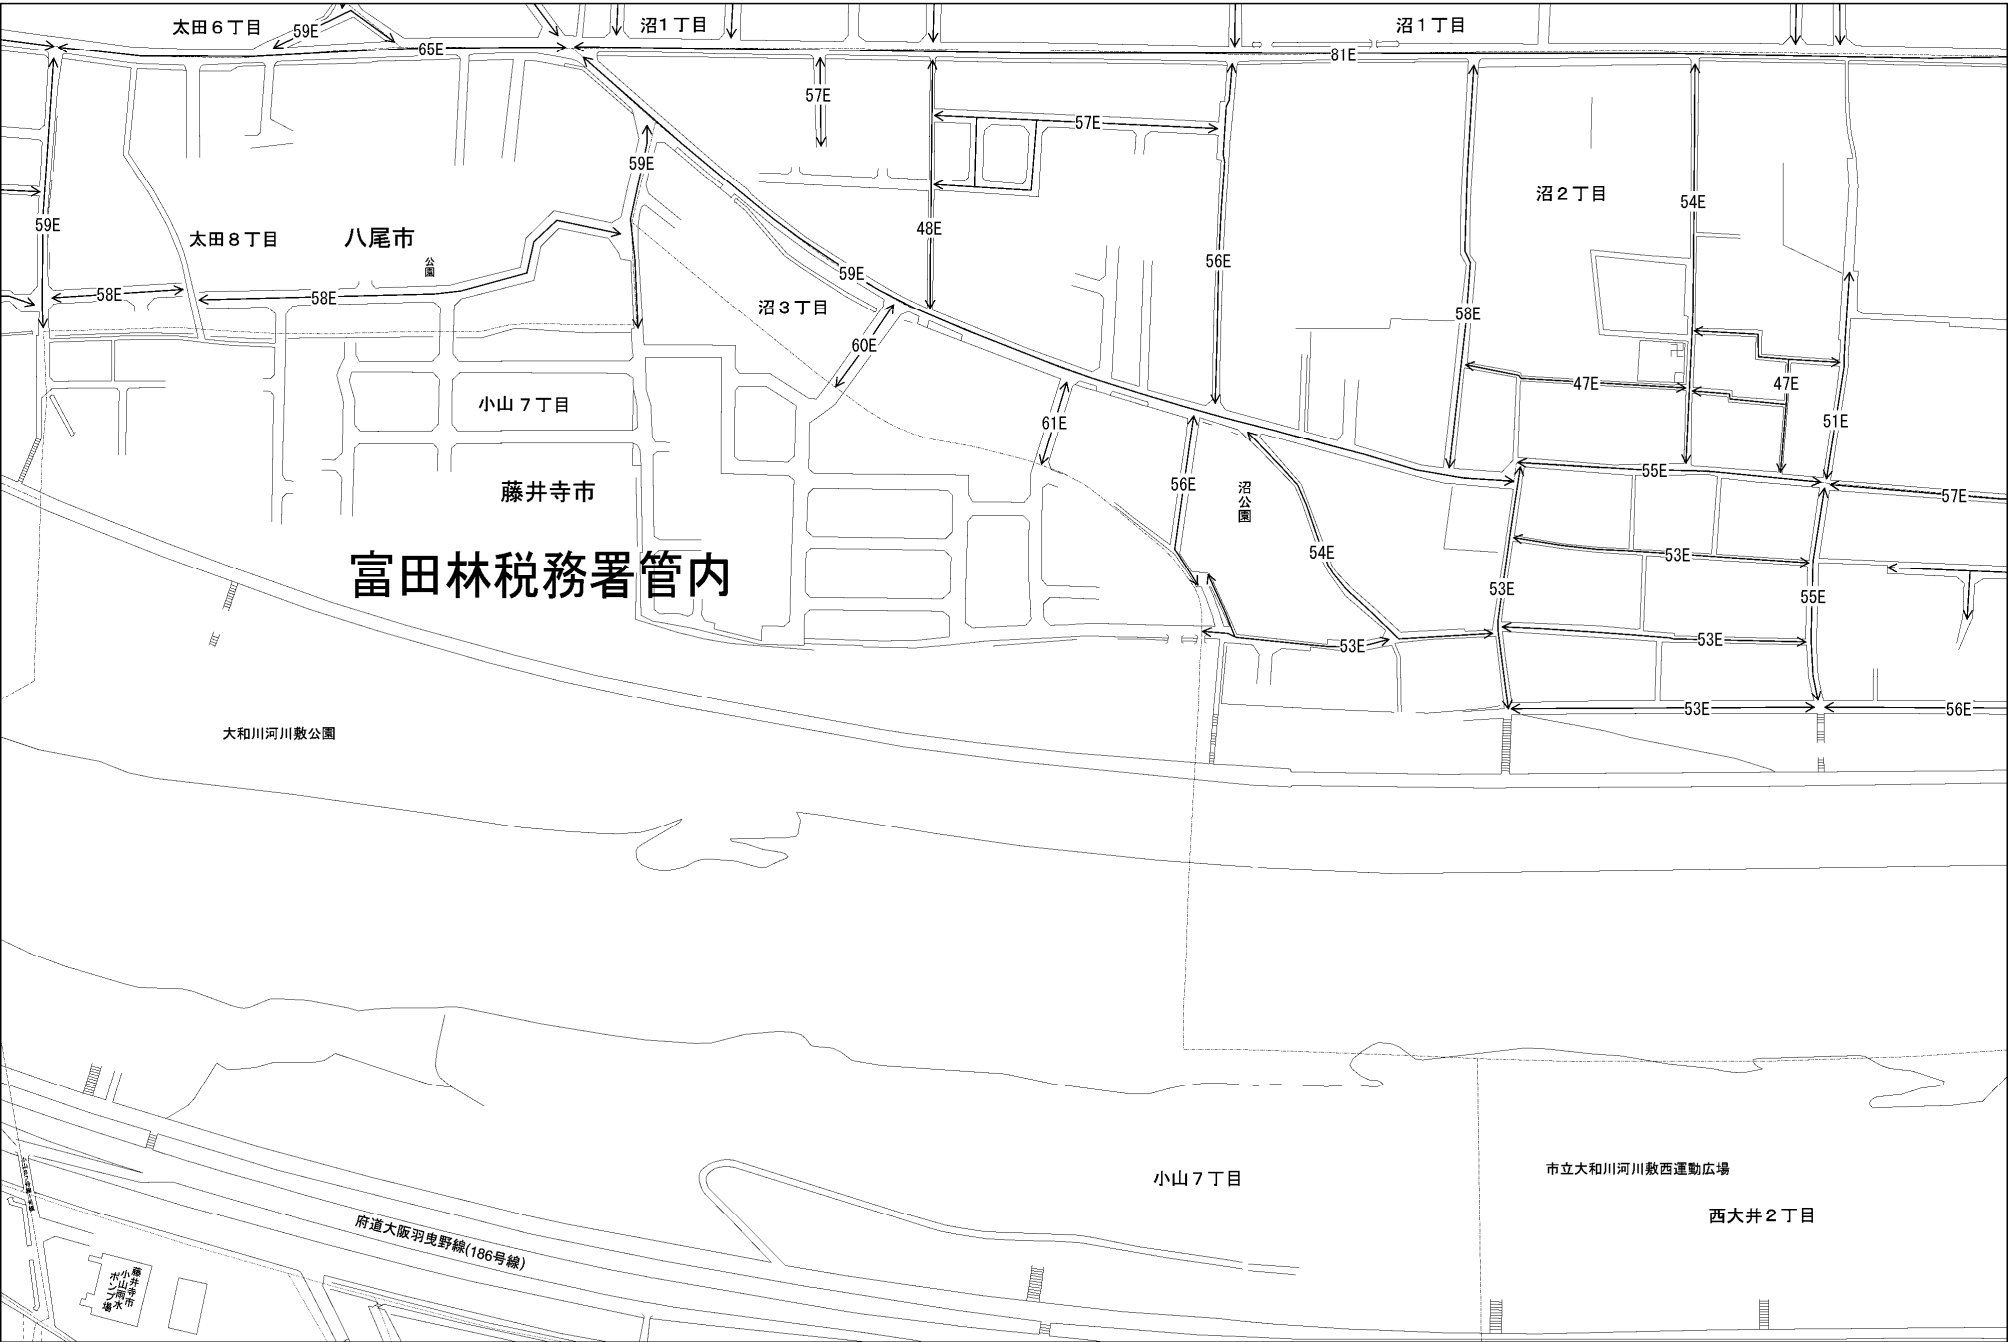 太田６丁目
59E
沼１丁目
沼１丁目
65E
81E
57E
57E
59E
沼２丁目
54E
59E
太田８丁目
八尾市
48E
公園
56E
59E
58E
58E
沼３丁目
58E
60E
47E
47E
小山７丁目
61E
51E
藤井寺市
56E
沼公園
55E
57E
富田林税務署管内
54E
53E
53E
55E
53E
53E
53E
56E
大和川河川敷公園
市立大和川河川敷西運動広場
小山７丁目
西大井２丁目
府道大阪羽曳野線(186号線)
藤井寺市
小山雨水
ポンプ場